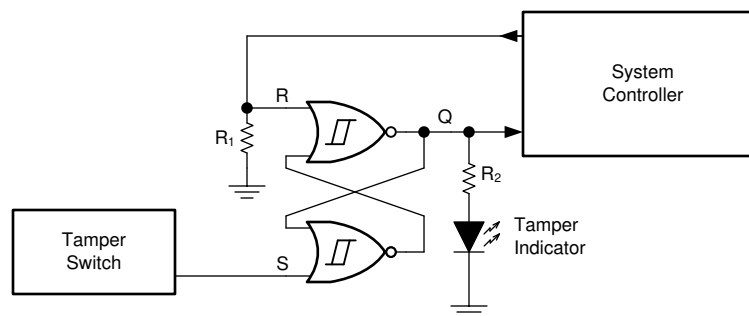 System
Controller
R
Q
R1
R2
Tamper
Switch
Tamper
Indicator
S